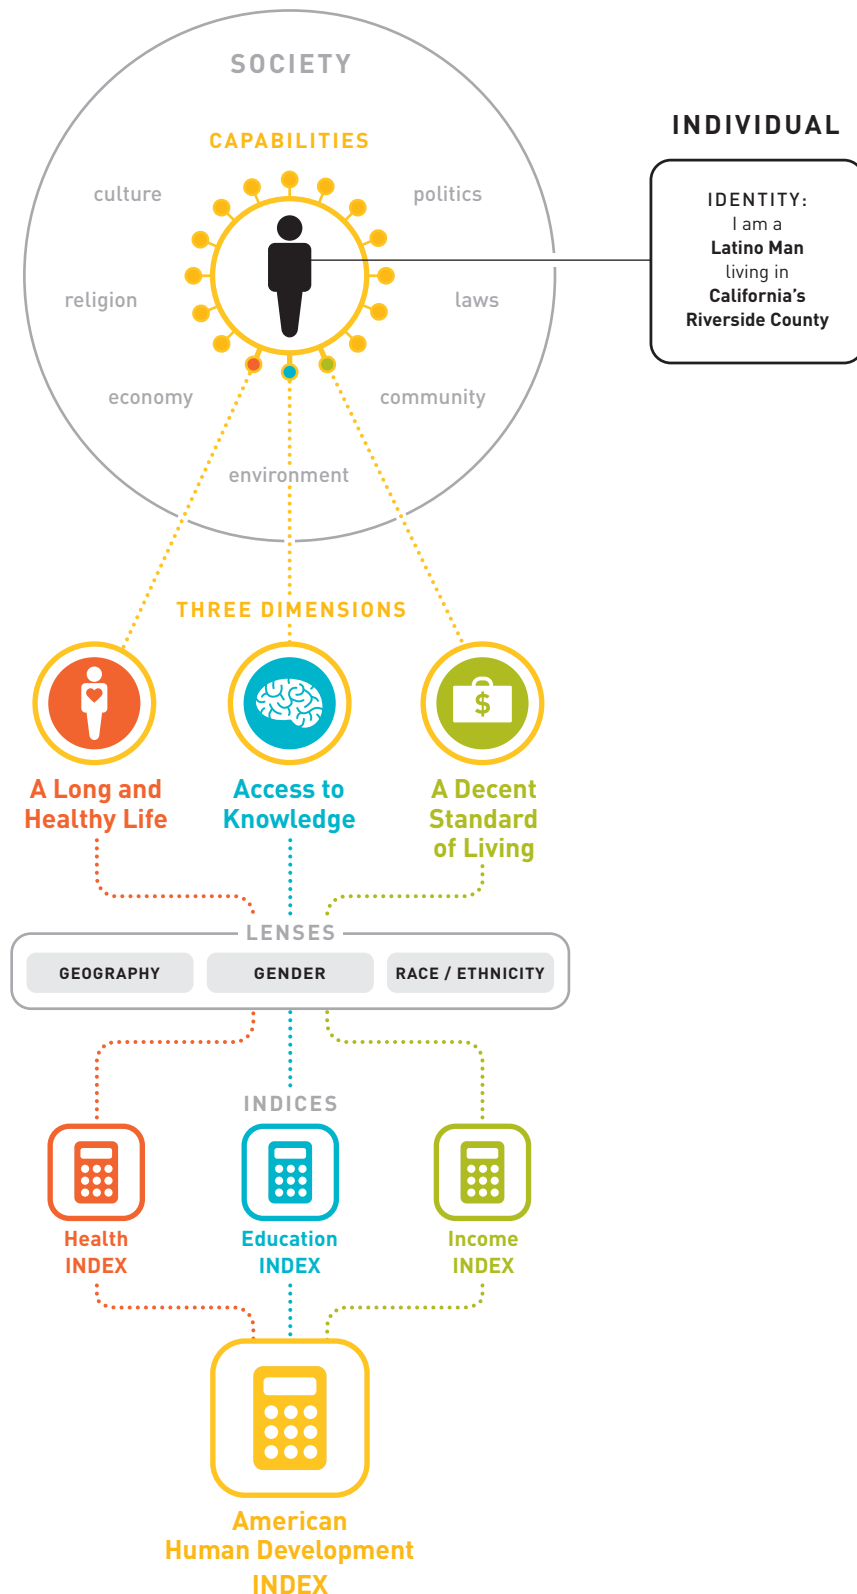 SOCIETY
CAPABILITIES
culture
politics
religion
laws
economy
community
environment
INDIVIDUAL
IDENTITY:
I am a
Latino Man
living in
California's
Riverside County
THREE DIMENSIONS
A Long and
Healthy Life
Access to
Knowledge
$
A Decent
Standard
of Living
LENSES
GEOGRAPHY
GENDER
RACE / ETHNICITY
INDICES
Health
INDEX
Education
INDEX
Income
INDEX
American
Human Development
INDEX